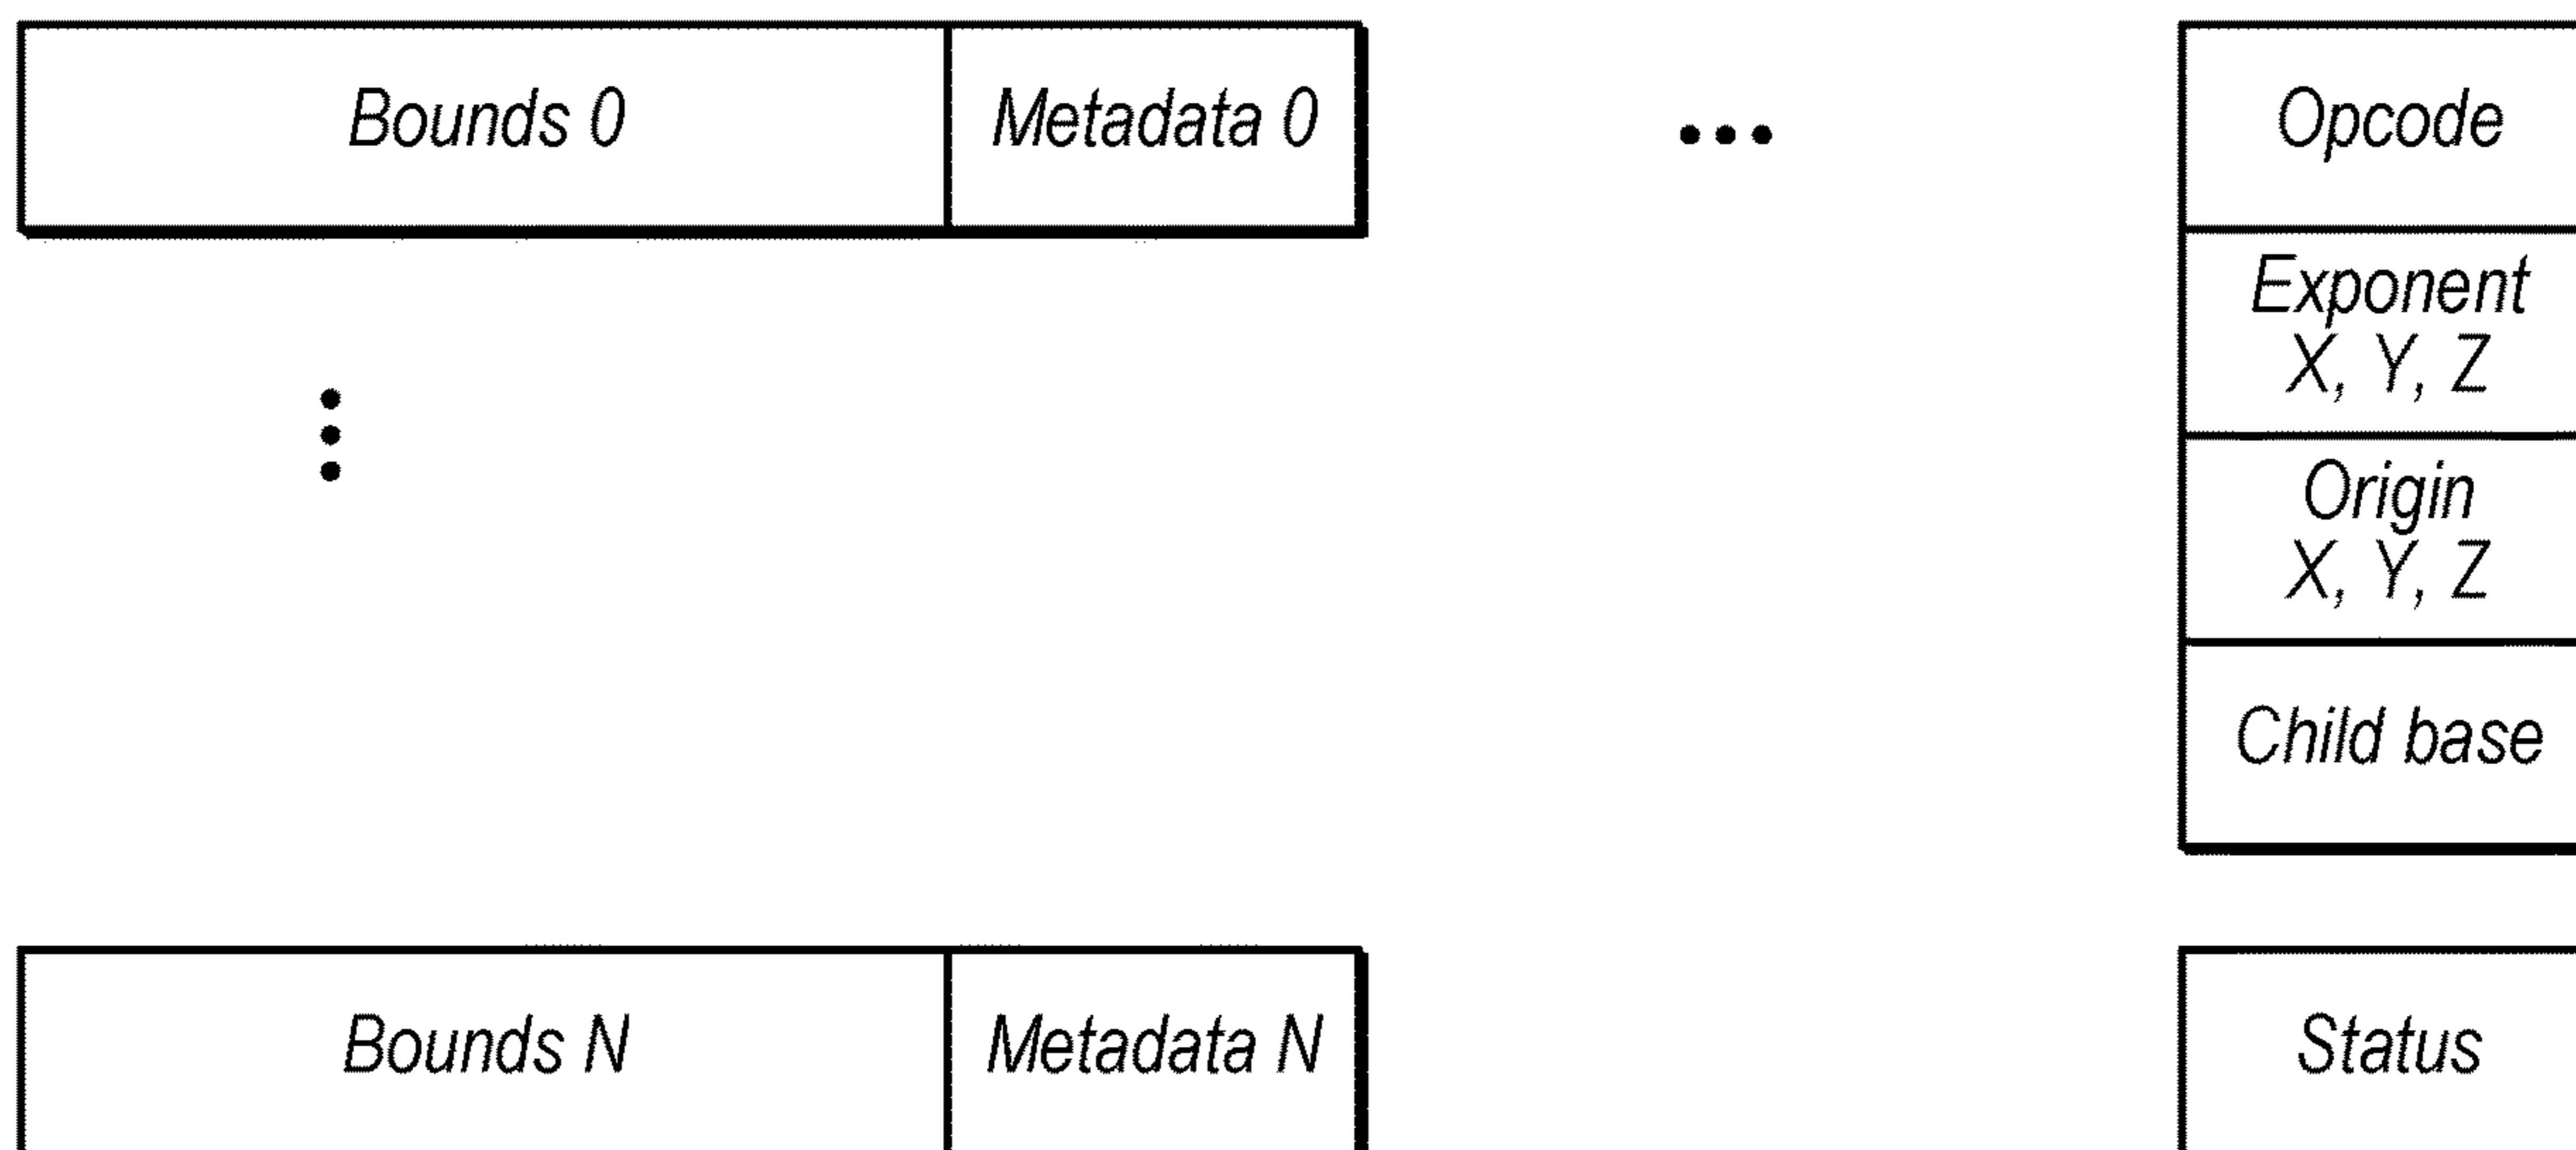 Bounds 0
Metadata 0
Opcode
Exponent
X, Y, Z
Origin
X, Y, Z
Child base
Bounds N
Metadata N
Status